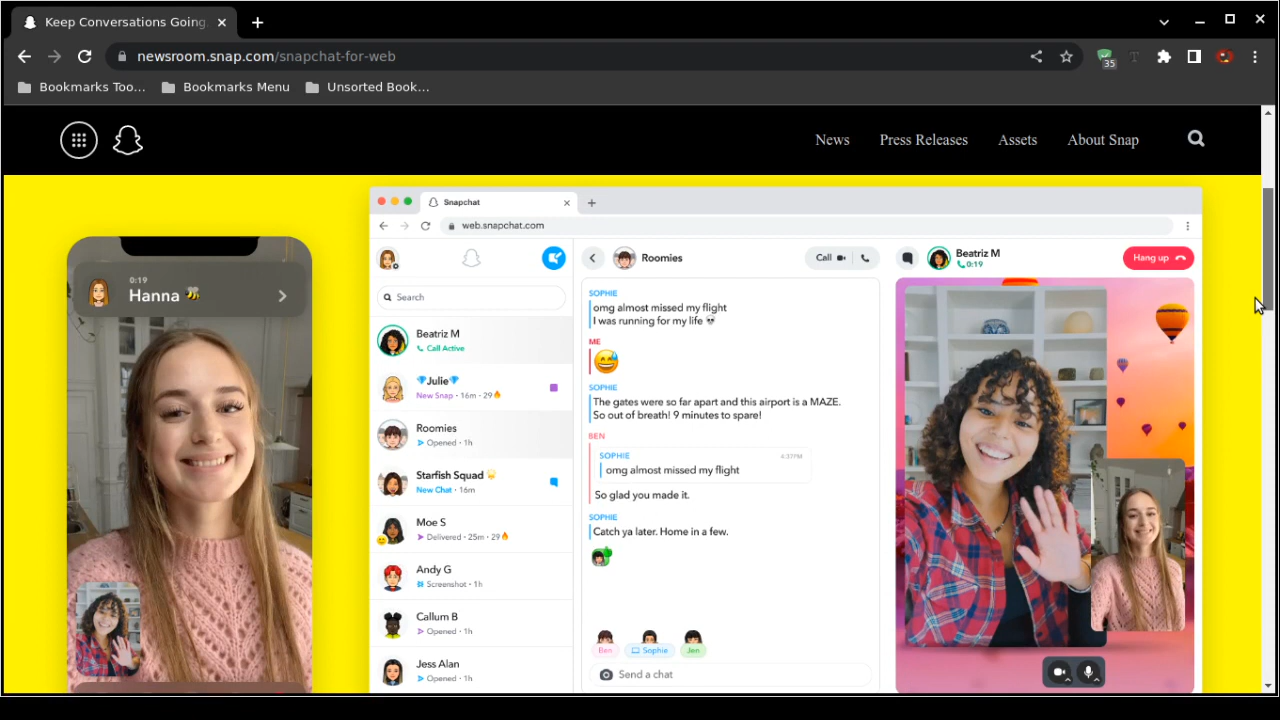 Keep Conversations Going
newsroom.snap.com/snapchat-for-web
35
Bookmarks Too...
Bookmarks Menu
Unsorted Book...
News
Press Releases
Assets
About Snap
0:19
Hanna 🐝
Snapchat
web.snapchat.com
Search
Beatriz M
Call Active
💎Julie💎
New Snap · 16m · 29🔥
Roomies
Opened · 1h
Starfish Squad
New Chat · 16m
Moe S
Delivered · 25m · 29🔥
Andy G
Screenshot · 1h
Callum B
Opened · 1h
Jess Alan
Opened · 1h
Roomies
Call
SOPHIE
omg almost missed my flight
I was running for my life ☠️
ME
😅
SOPHIE
The gates were so far apart and this airport is a MAZE.
So out of breath! 9 minutes to spare!
BEN
SOPHIE
4:37PM
omg almost missed my flight
So glad you made it.
SOPHIE
Catch ya later. Home in a few.
Ben
Sophie
Jen
Send a chat
Beatriz M
0:19
Hang up